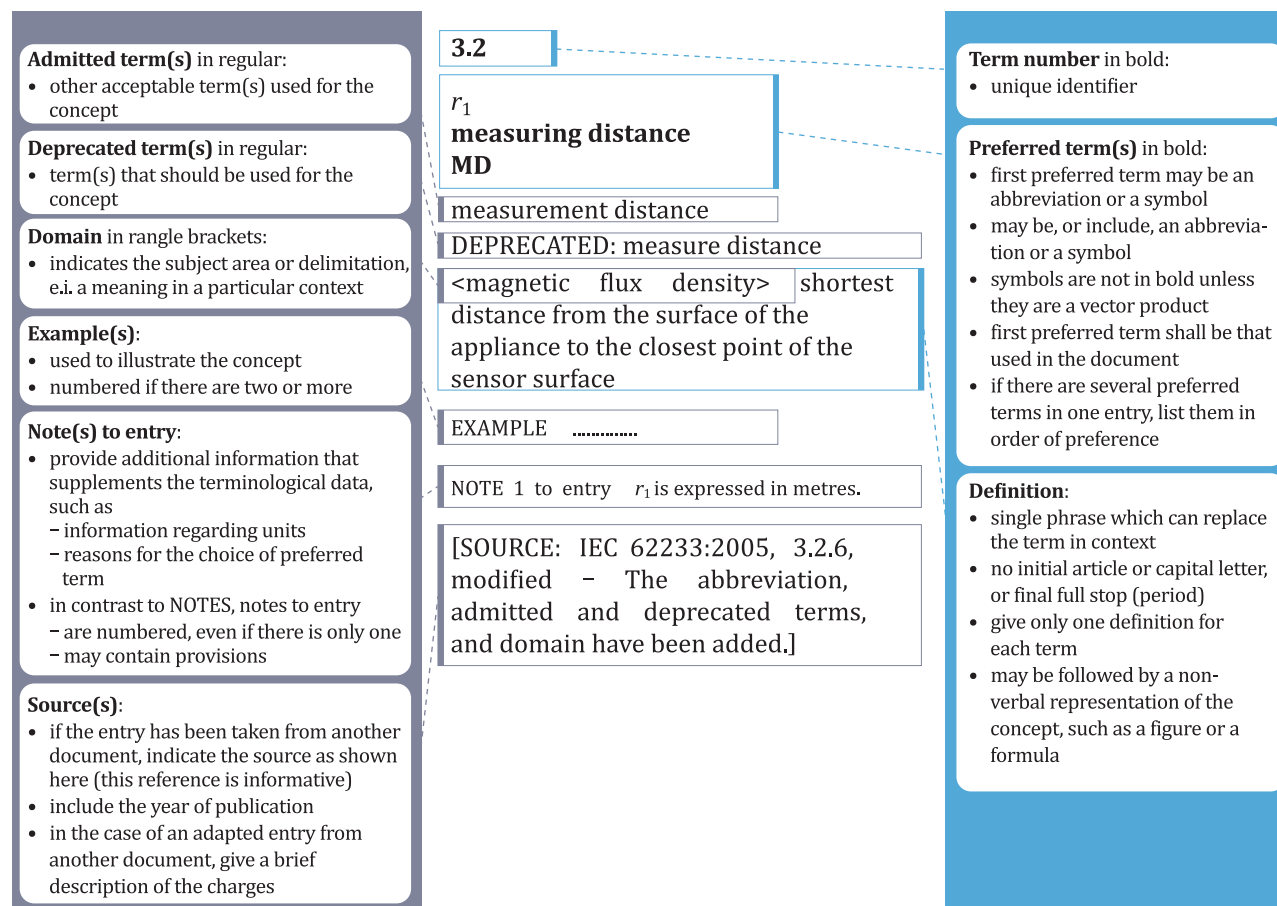 Admitted term(s) in regular:
• other acceptable term(s) used for the
concept
Deprecated term(s) in regular:
• term(s) that should be used for the
concept
Domain in rangle brackets:
• indicates the subject area or delimitation,
e.i. a meaning in a particular context
Example(s):
• used to illustrate the concept
• numbered if there are two or more
Note(s) to entry:
• provide additional information that
supplements the terminological data,
such as
– information regarding units
– reasons for the choice of preferred
term
• in contrast to NOTES, notes to entry
– are numbered, even if there is only one
– may contain provisions
Source(s):
• if the entry has been taken from another
document, indicate the source as shown
here (this reference is informative)
• include the year of publication
• in the case of an adapted entry from
another document, give a brief
description of the charges
3.2
r1
measuring distance
MD
measurement distance
DEPRECATED: measure distance
<magnetic flux density> shortest
distance from the surface of the
appliance to the closest point of the
sensor surface
EXAMPLE .............
NOTE 1 to entry r1 is expressed in metres.
[SOURCE: IEC 62233:2005, 3.2.6,
modified – The abbreviation,
admitted and deprecated terms,
and domain have been added.]
Term number in bold:
• unique identifier
Preferred term(s) in bold:
• first preferred term may be an
abbreviation or a symbol
• may be, or include, an abbrevia-
tion or a symbol
• symbols are not in bold unless
they are a vector product
• first preferred term shall be that
used in the document
• if there are several preferred
terms in one entry, list them in
order of preference
Definition:
• single phrase which can replace
the term in context
• no initial article or capital letter,
or final full stop (period)
• give only one definition for
each term
• may be followed by a non-
verbal representation of the
concept, such as a figure or a
formula